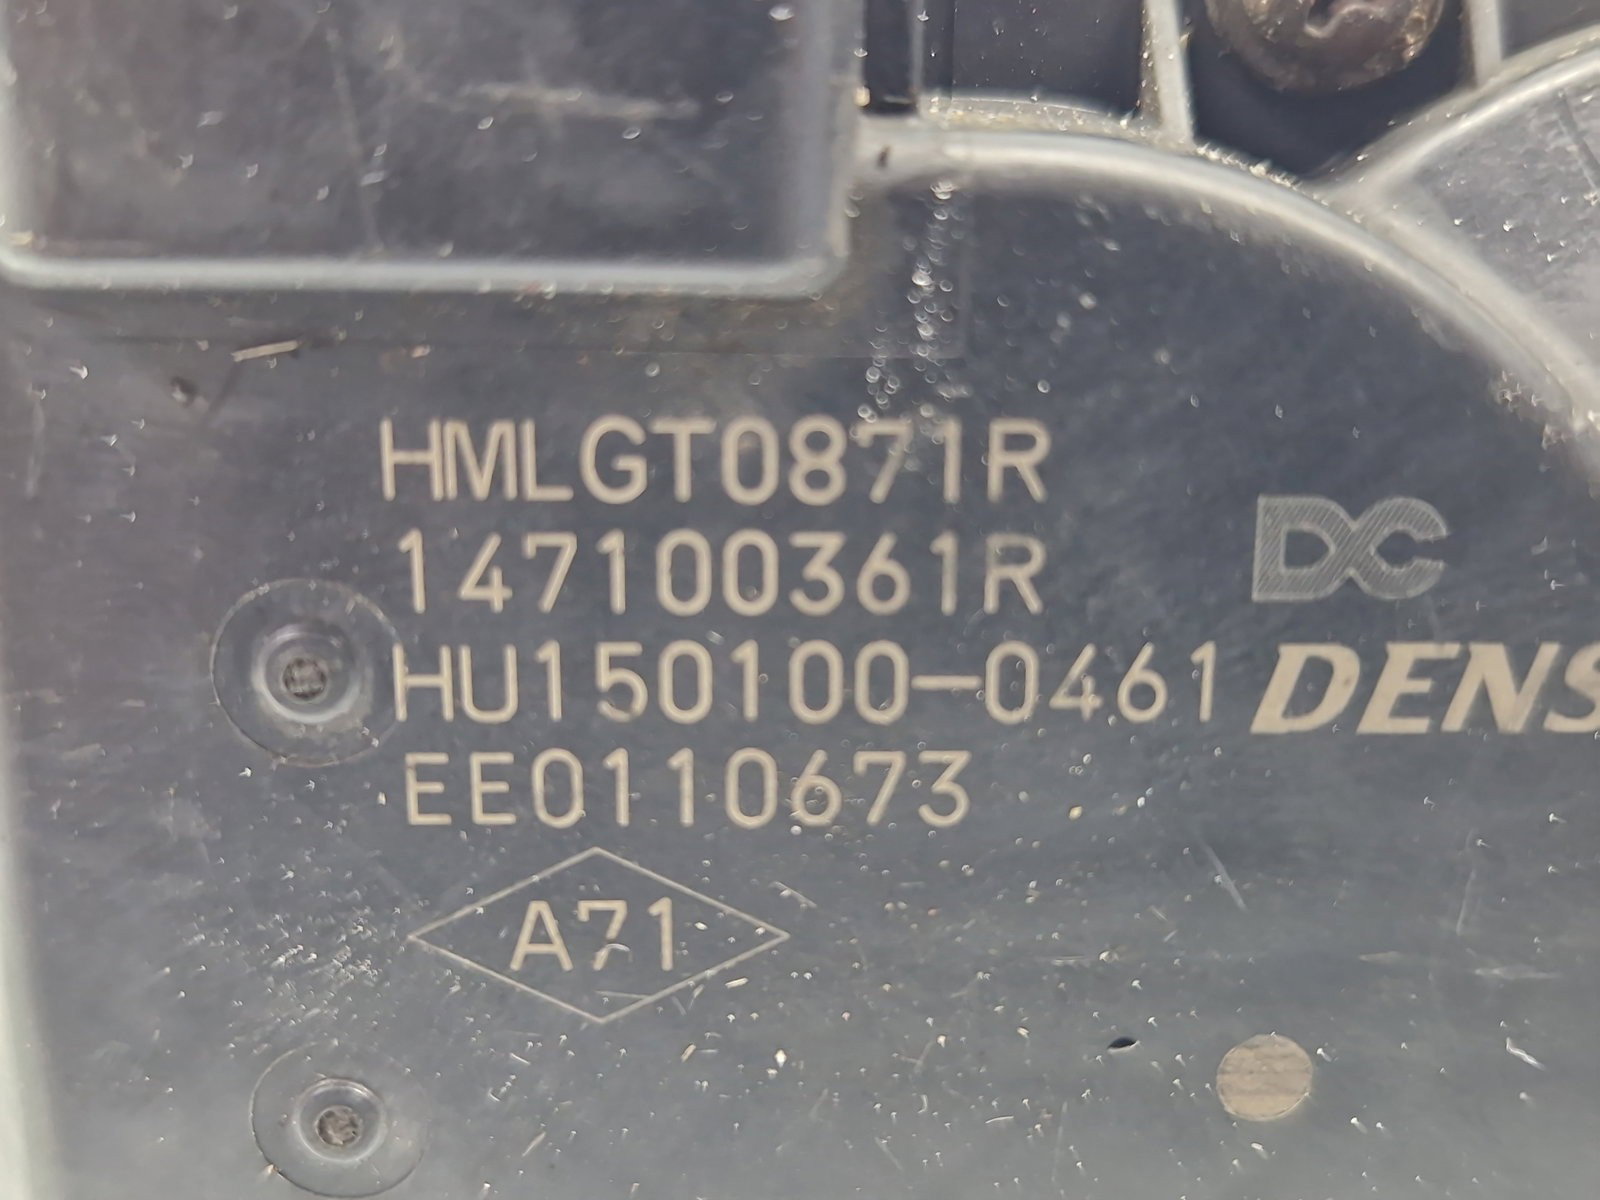 HMLGT0871R
147100361R
DC
HU150100-0461
DENS
EE0110673
A71